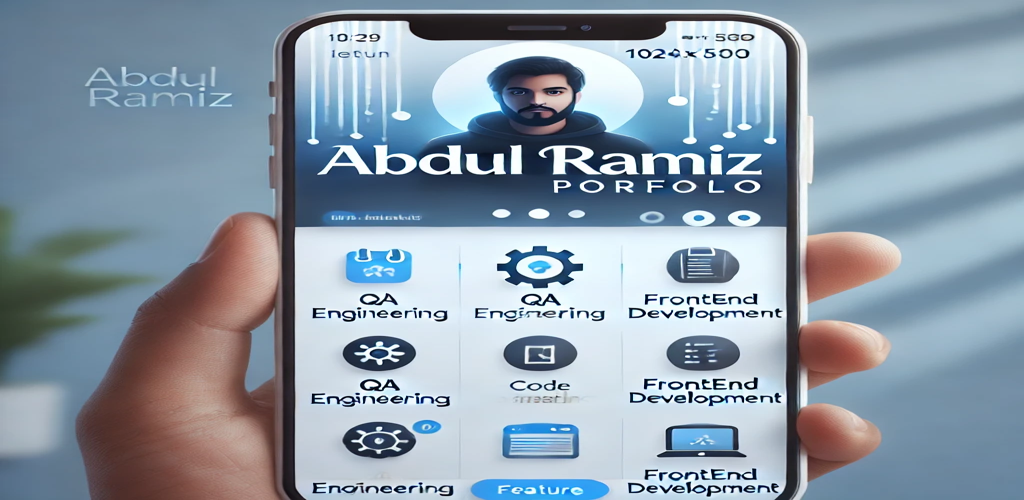 Abdul
Ramiz
10:29
1024x500
Abdul Ramiz
PORFOLO
QA
Engineering
QA
Engineering
FrontEnd
Development
QA
Engineering
Code
FrontEnd
Development
Engineering
Feature
FrontEnd
Development